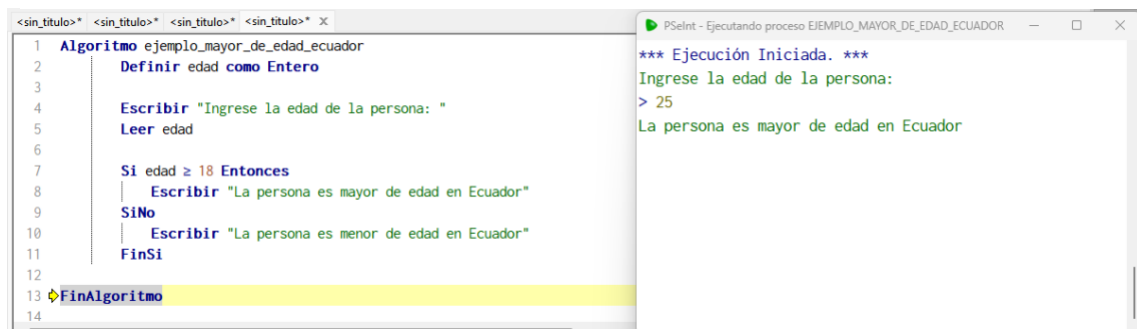 <sin_titulo>* <sin_titulo>* <sin_titulo>* <sin_titulo>* X
1 Algoritmo ejemplo_mayor_de_edad_ecuador
2 Definir edad como Entero
3
4 Escribir "Ingrese la edad de la persona: "
5 Leer edad
6
7 Si edad ≥ 18 Entonces
8 Escribir "La persona es mayor de edad en Ecuador"
9 SiNo
10 Escribir "La persona es menor de edad en Ecuador"
11 FinSi
12
13 FinAlgoritmo
14
PSeInt - Ejecutando proceso EJEMPLO_MAYOR_DE_EDAD_ECUADOR
*** Ejecución Iniciada. ***
Ingrese la edad de la persona:
> 25
La persona es mayor de edad en Ecuador